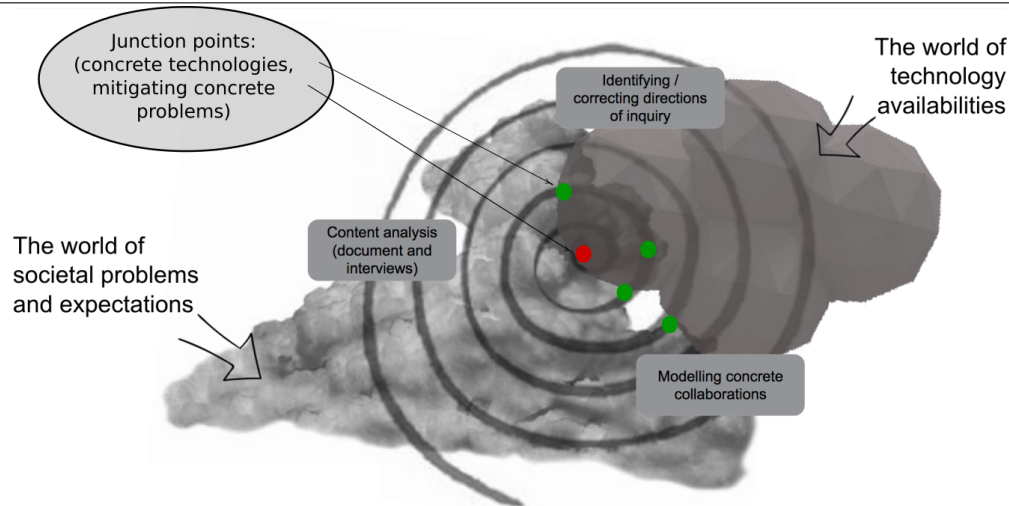 Junction points:
(concrete technologies,
mitigating concrete
problems)
The world of
technology
availabilities
Identifying /
correcting directions
of inquiry
Content analysis
(document and
interviews)
The world of
societal problems
and expectations
Modelling concrete
collaborations